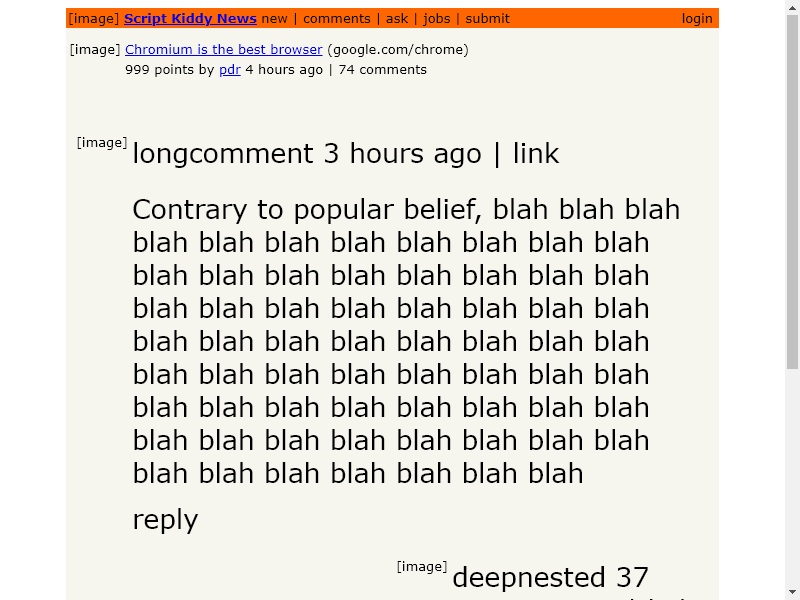 [image] Script Kiddy News new | comments | ask | jobs | submit login
[image] Chromium is the best browser (google.com/chrome)
999 points by pdr 4 hours ago | 74 comments
[image] longcomment 3 hours ago | link
Contrary to popular belief, blah blah blah
blah blah blah blah blah blah blah blah
blah blah blah blah blah blah blah blah
blah blah blah blah blah blah blah blah
blah blah blah blah blah blah blah blah
blah blah blah blah blah blah blah blah
blah blah blah blah blah blah blah blah
blah blah blah blah blah blah blah blah
blah blah blah blah blah blah blah
reply
[image] deepnested 37